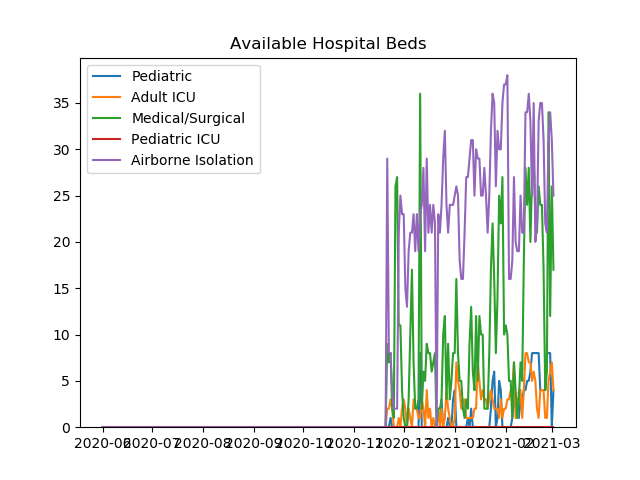 Available Hospital Beds
Pediatric
Adult ICU
Medical/Surgical
Pediatric ICU
Airborne Isolation
35
30
25
20
15
10
5
0
2020-06 2020-07 2020-08 2020-09 2020-10 2020-11 2020-12 2021-01 2021-02 2021-03